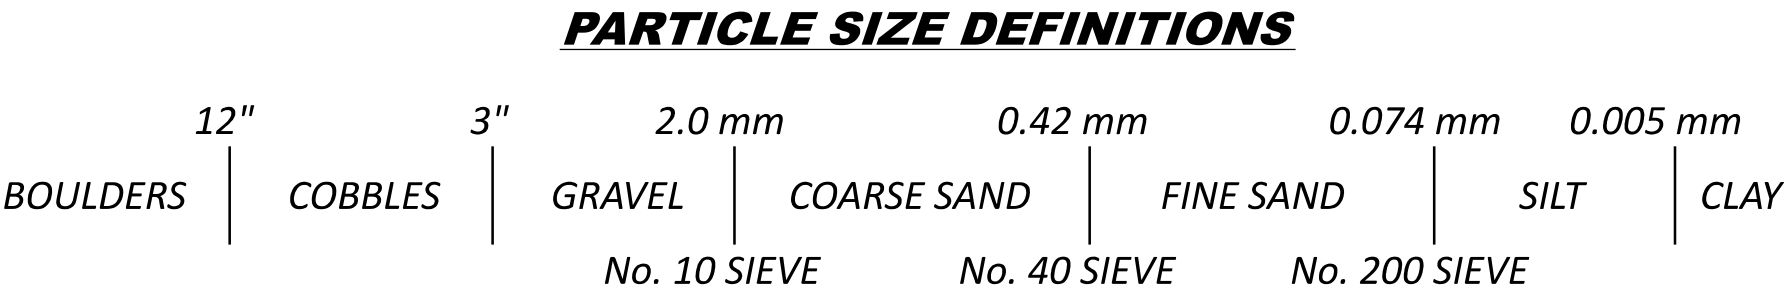 PARTICLE SIZE DEFINITIONS
12" 3" 2.0 mm 0.42 mm 0.074 mm 0.005 mm
BOULDERS COBBLES GRAVEL COARSE SAND FINE SAND SILT CLAY
No. 10 SIEVE No. 40 SIEVE No. 200 SIEVE